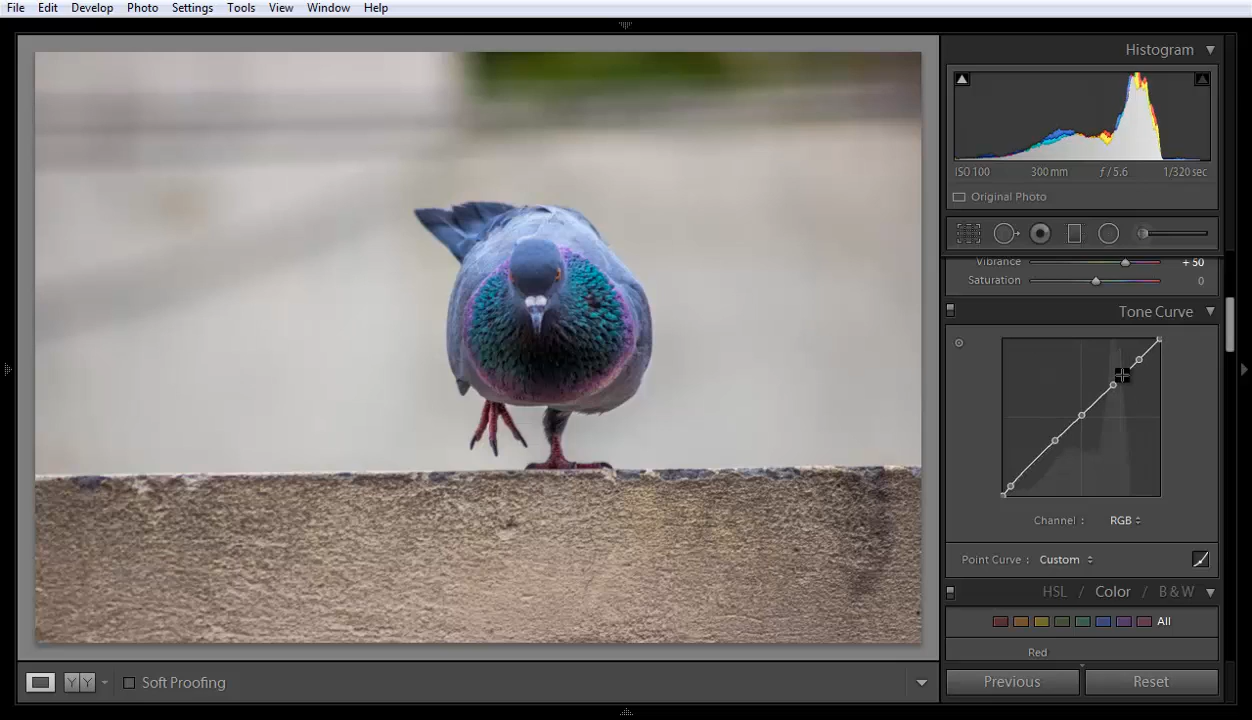 File Edit Develop Photo Settings Tools View Window Help
Histogram
ISO 100 300 mm ƒ / 5.6 1/320 sec
Original Photo
Vibrance + 50
Saturation 0
Tone Curve
Channel : RGB
Point Curve : Custom
HSL / Color / B & W
All
Red
YY Soft Proofing Previous Reset